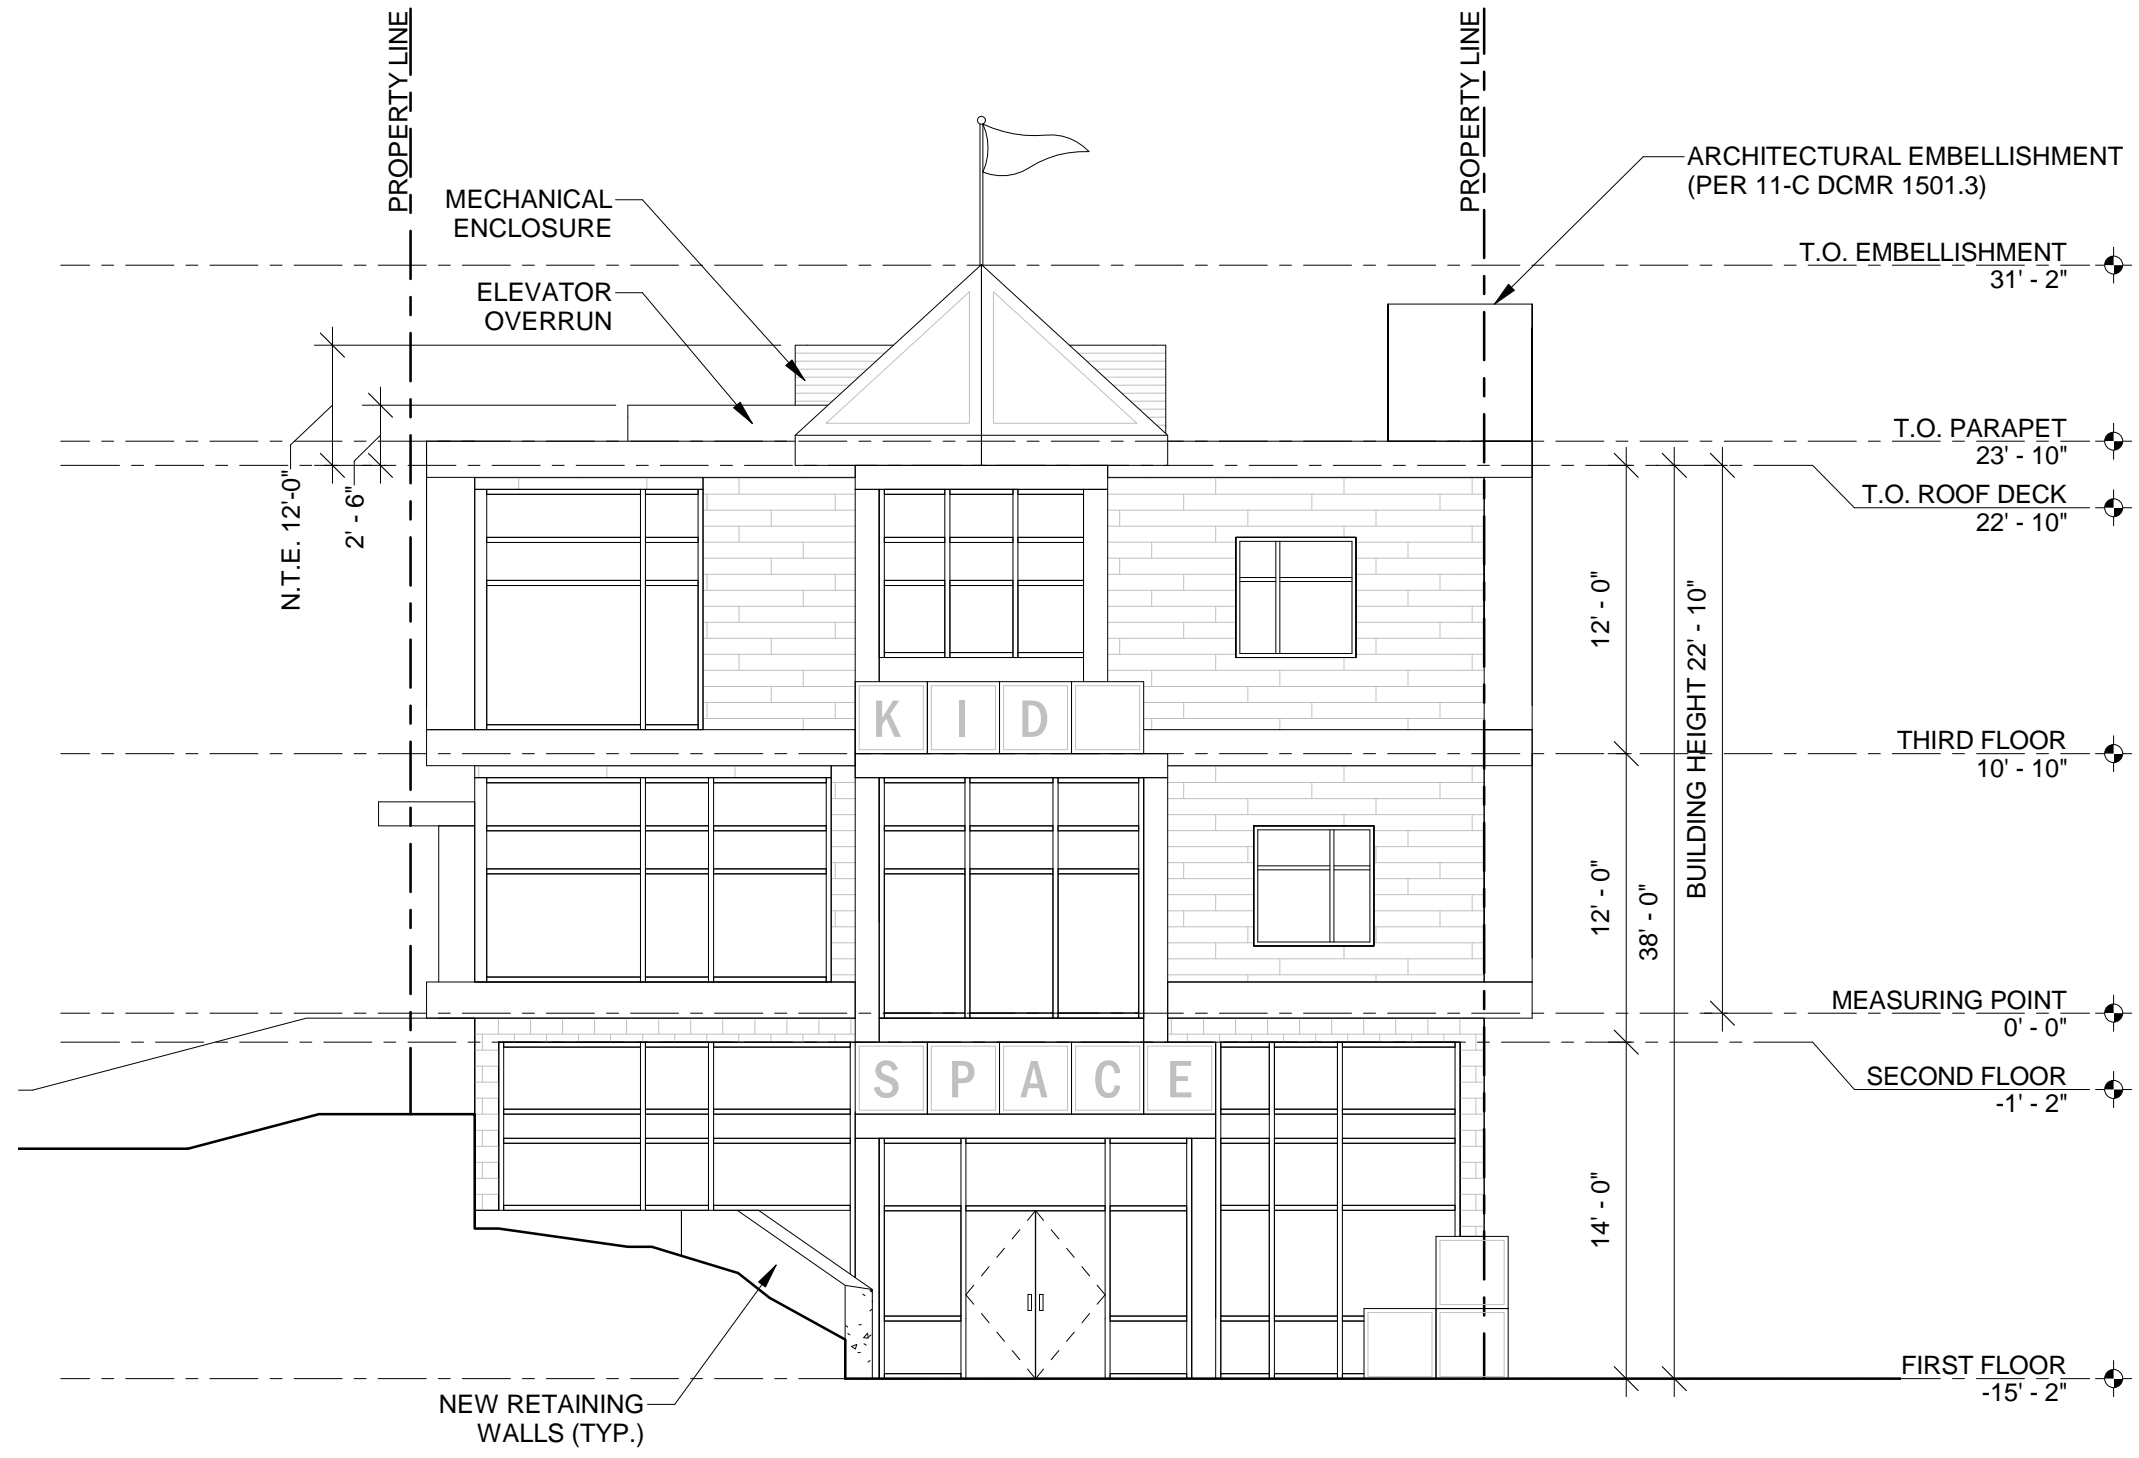 PROPERTY LINE
PROPERTY LINE
ARCHITECTURAL EMBELLISHMENT
(PER 11-C DCMR 1501.3)
MECHANICAL
ENCLOSURE
T.O. EMBELLISHMENT
31' - 2"
ELEVATOR
OVERRUN
T.O. PARAPET
23' - 10"
T.O. ROOF DECK
22' - 10"
N.T.E. 12'-0"
2' - 6"
12' - 0"
BUILDING HEIGHT 22' - 10"
KID
THIRD FLOOR
10' - 10"
12' - 0"
38' - 0"
MEASURING POINT
0' - 0"
SPACE
SECOND FLOOR
-1' - 2"
14' - 0"
FIRST FLOOR
-15' - 2"
NEW RETAINING
WALLS (TYP.)